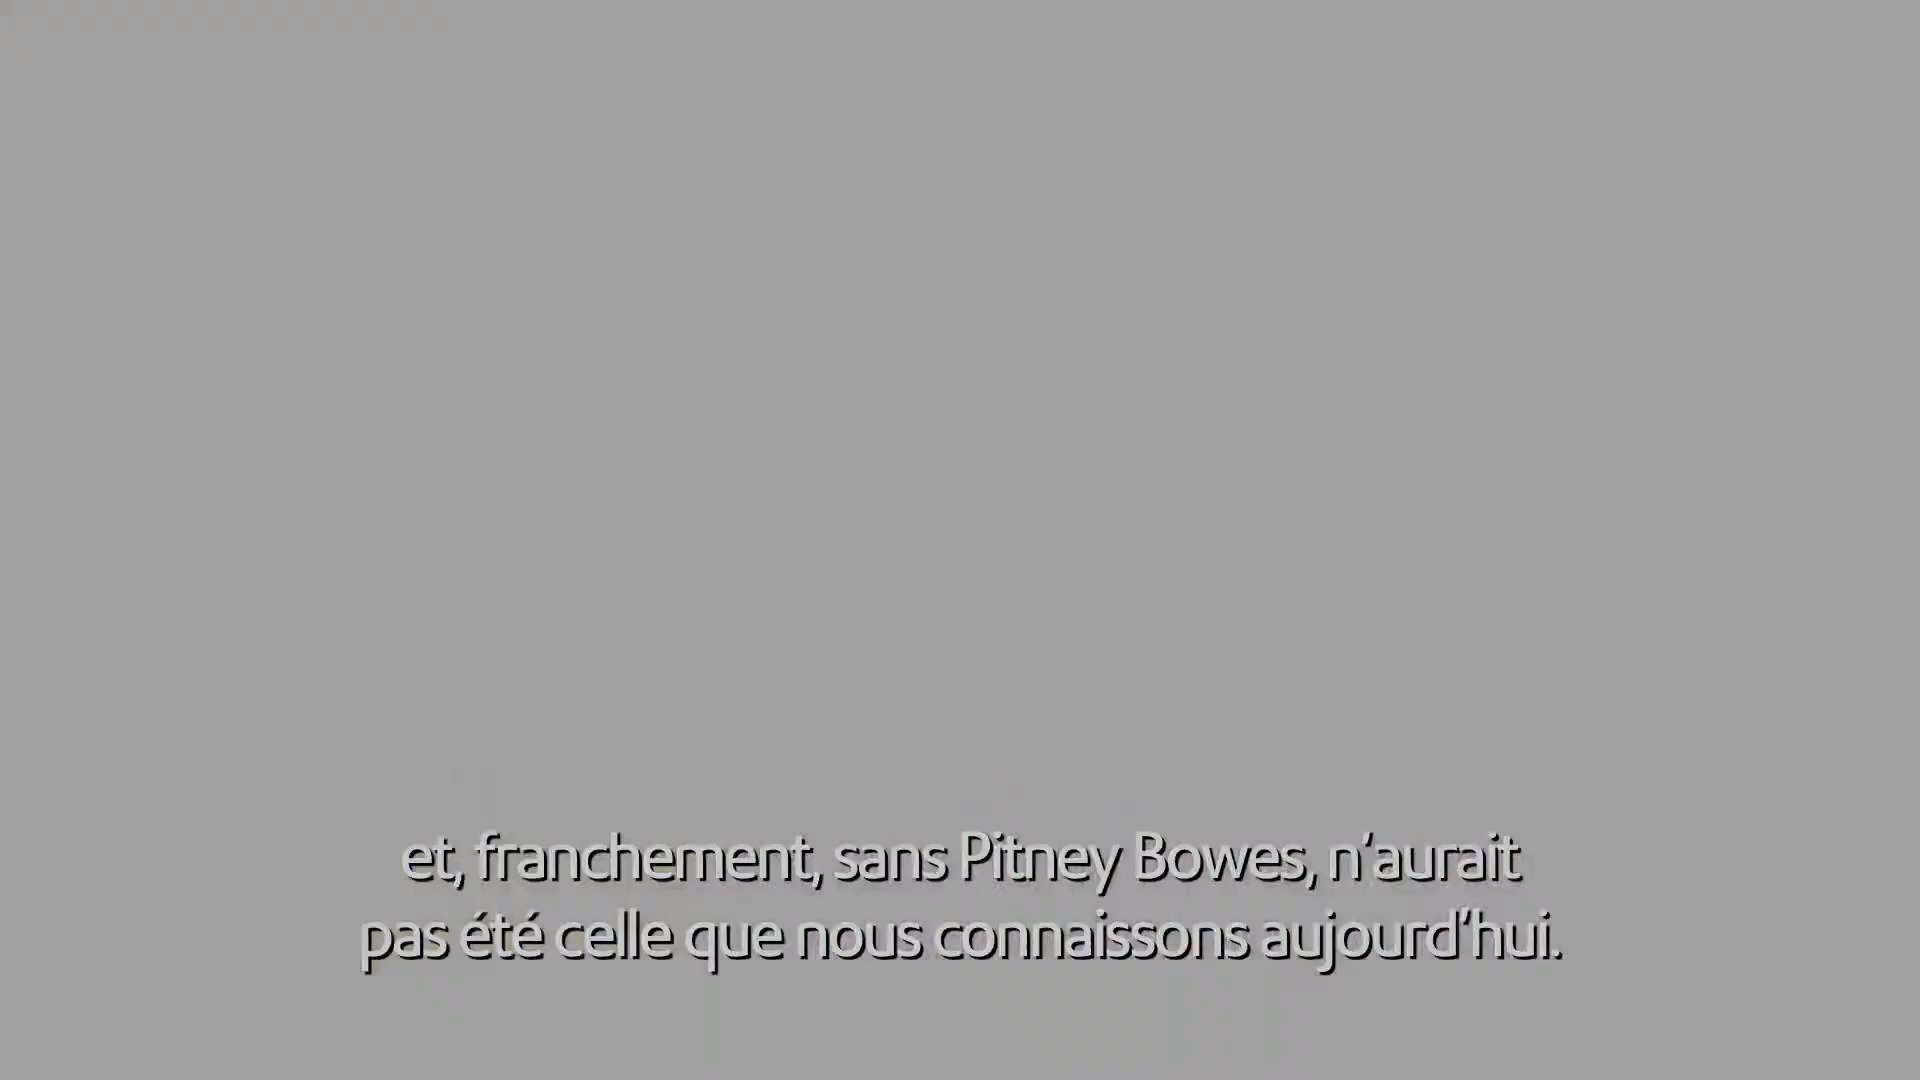 et, franchement, sans Pitney Bowes, n’aurait
pas été celle que nous connaissons aujourd’hui.